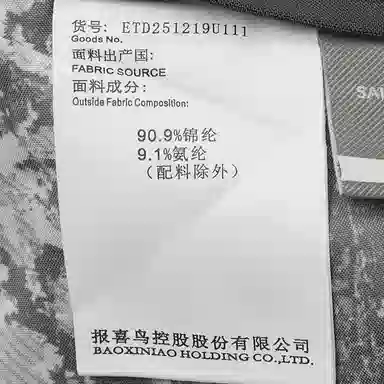 货号: ETD251219U111
Goods No.
面料出产国:
FABRIC SOURCE
面料成分:
Outside Fabric Composition:
90.9%锦纶
9.1%氨纶
(配料除外)
报喜鸟控股股份有限公司
BAOXINIAO HOLDING CO.,LTD.